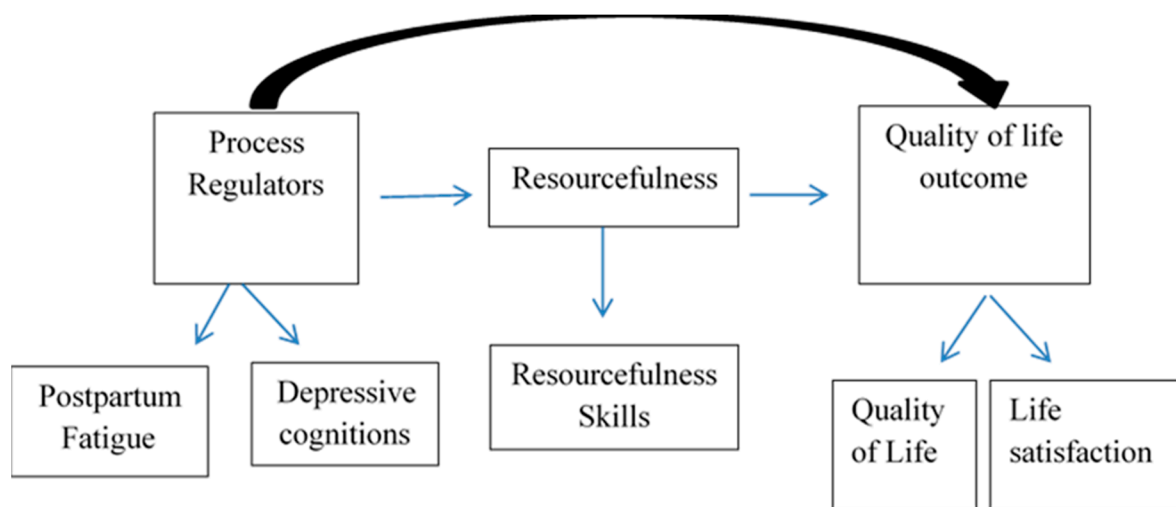 Process
Regulators
Resourcefulness
Quality of life
outcome
Postpartum
Fatigue
Depressive
cognitions
Resourcefulness
Skills
Quality
of Life
Life
satisfaction